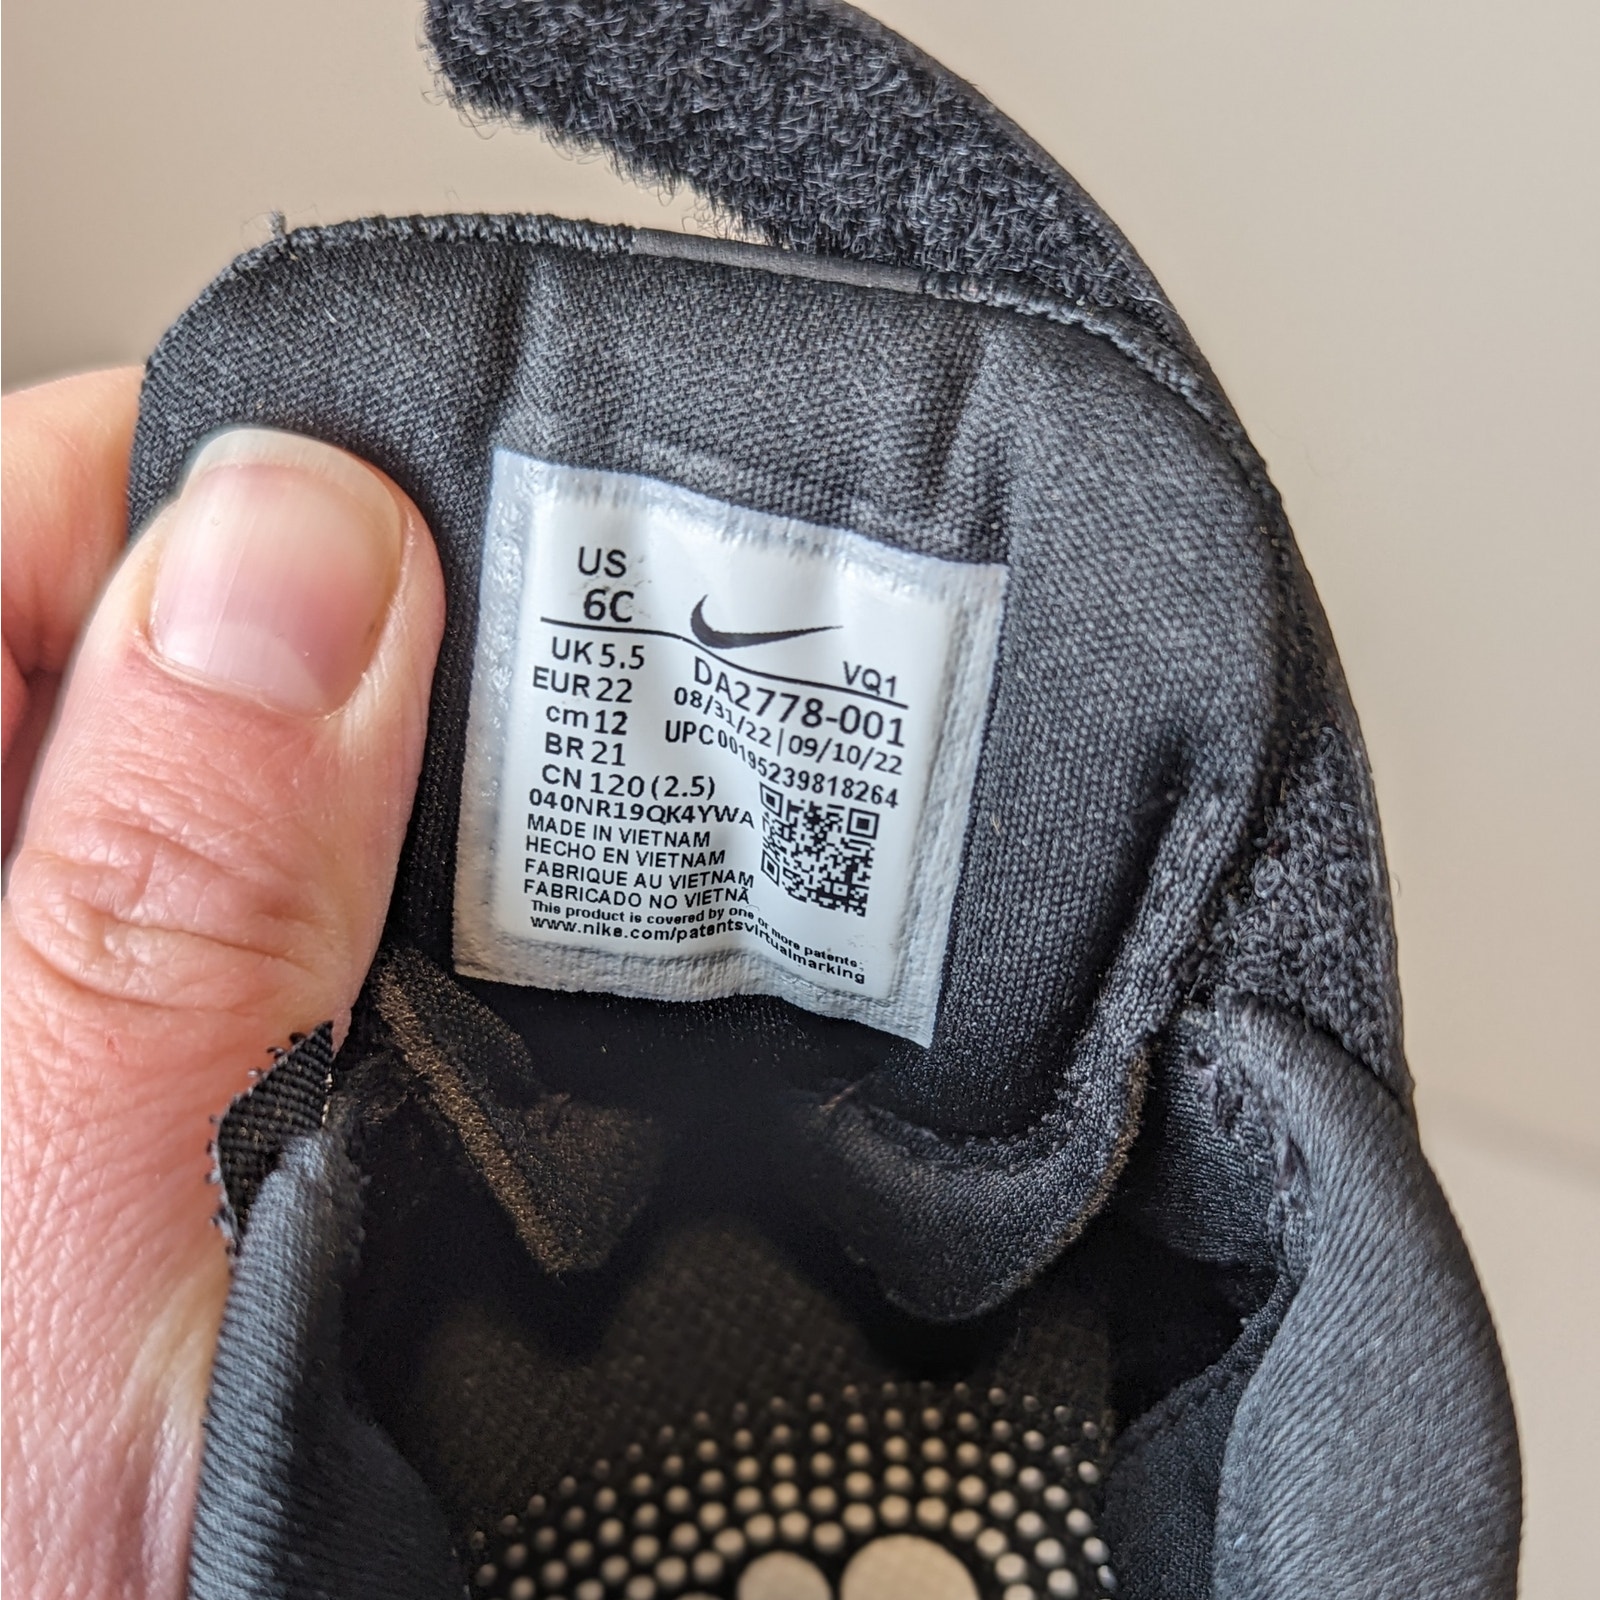 US
6C
UK 5.5
EUR 22
cm 12
BR 21
CN 120 (2.5)
VQ1
DA2778-001
08/31/22 | 09/10/22
UPC00195239818264
040NR19QK4YWA
MADE IN VIETNAM
HECHO EN VIETNAM
FABRIQUE AU VIETNAM
FABRICADO NO VIETNÃ
This product is covered by one or more patents:
www.nike.com/patentsvirtualmarking